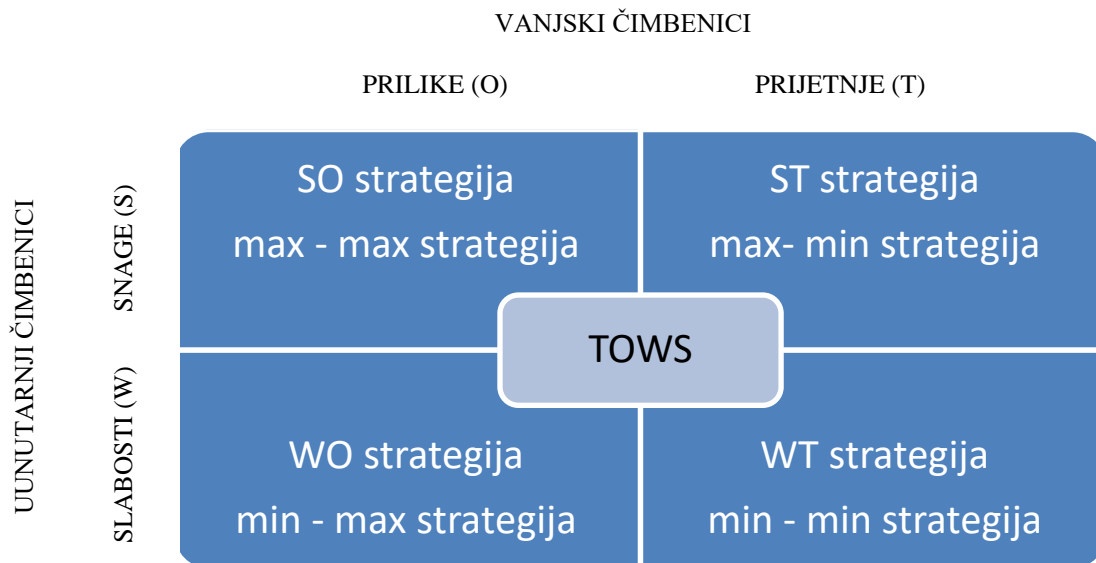 VANJSKI ČIMBENICI
PRILIKE (O)
PRIJETNJE (T)
UUNUTARNJI ČIMBENICI
SNAGE (S)
SO strategija
max - max strategija
ST strategija
max- min strategija
TOWS
SLABOSTI (W)
WO strategija
min - max strategija
WT strategija
min - min strategija